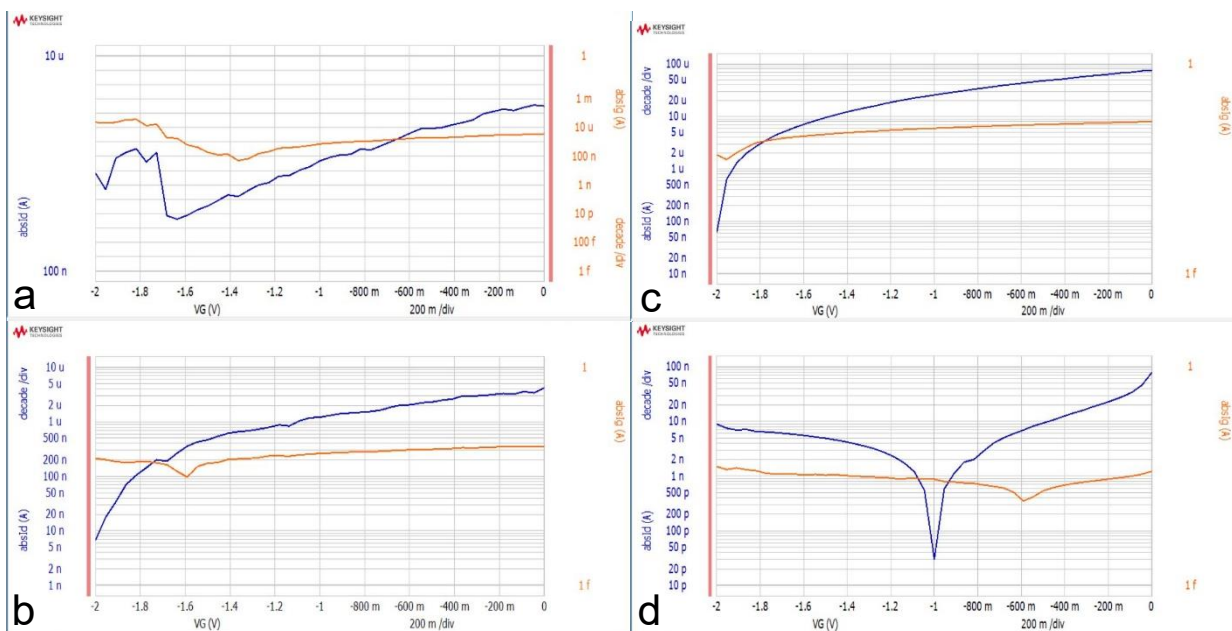 KEYSIGHT
TECHNOLOGIES
10 u
absId (A)
100 n
1
1 m
absIg (A)
10 u
100 n
1 n
10 p
100 f
decade /div
1 f
-2 -1.8 -1.6 -1.4 -1.2 -1 -800 m -600 m -400 m -200 m 0
VG (V) 200 m /div
a
KEYSIGHT
TECHNOLOGIES
decade /div
10 u
5 u
2 u
1 u
500 n
200 n
100 n
50 n
20 n
10 n
5 n
1 n
absId (A)
1
absIg (A)
1 f
-2 -1.8 -1.6 -1.4 -1.2 -1 -800 m -600 m -400 m -200 m 0
VG (V) 200 m /div
b
KEYSIGHT
TECHNOLOGIES
decade /div
100 u
50 u
20 u
10 u
5 u
2 u
1 u
500 n
200 n
100 n
50 n
20 n
10 n
absId (A)
1
absIg (A)
1 f
-2 -1.8 -1.6 -1.4 -1.2 -1 -800 m -600 m -400 m -200 m 0
VG (V) 200 m /div
c
KEYSIGHT
TECHNOLOGIES
decade /div
100 n
50 n
20 n
10 n
5 n
2 n
1 n
500 p
200 p
100 p
50 p
20 p
10 p
absId (A)
1
absIg (A)
1 f
-2 -1.8 -1.6 -1.4 -1.2 -1 -800 m -600 m -400 m -200 m 0
VG (V) 200 m /div
d